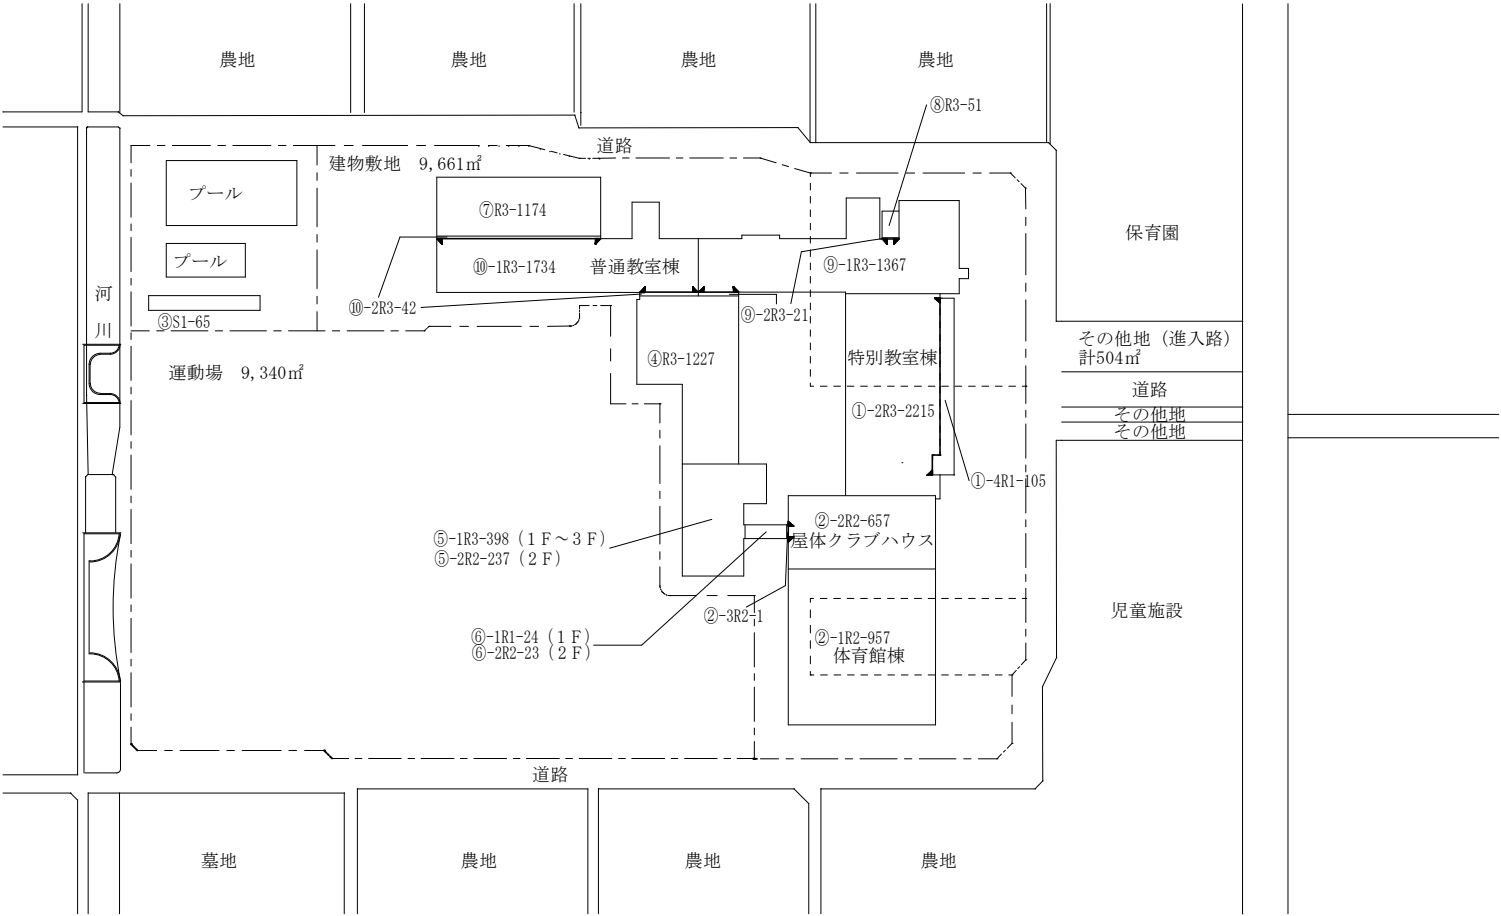 農地
農地
農地
農地
⑧R3-51
道路
建物敷地 9,661㎡
プール
⑦R3-1174
保育園
プール
⑩-1R3-1734
普通教室棟
⑨-1R3-1367
河
川
③S1-65
⑩-2R3-42
⑨-2R3-21
その他地（進入路）
計504㎡
④R3-1227
特別教室棟
運動場 9,340㎡
道路
①-2R3-2215
その他地
その他地
①-4R1-105
②-2R2-657
屋体クラブハウス
⑤-1R3-398（1F～3F）
⑤-2R2-237（2F）
②-3R2-1
児童施設
⑥-1R1-24（1F）
⑥-2R2-23（2F）
②-1R2-957
体育館棟
道路
墓地
農地
農地
農地